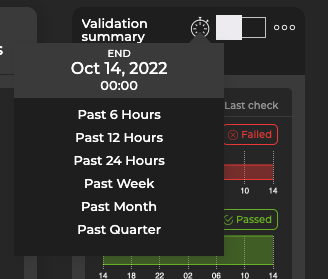 s
Validation
summary
END
Oct 14, 2022
00:00
Past 6 Hours
Past 12 Hours
Past 24 Hours
Past Week
Past Month
Past Quarter
Last check
Failed
10 14
Passed
14 18 22 02 06 10 14